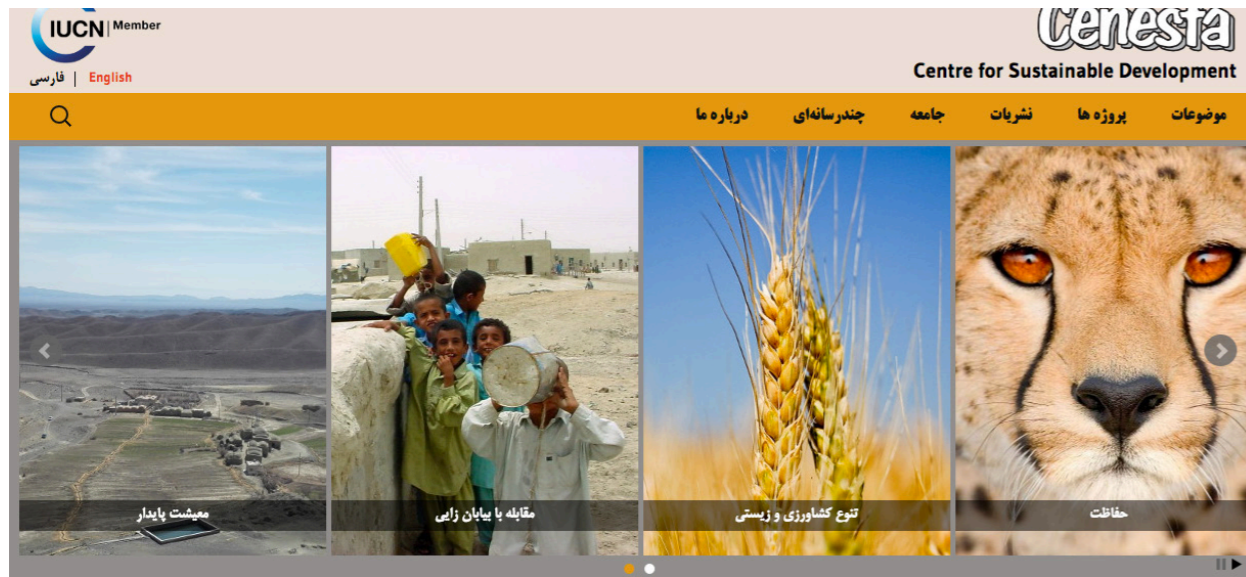 IUCN Member
Cenesta
English | فارسی
Centre for Sustainable Development
موضوعات پروژه ها نشریات جامعه چندرسانه‌ای درباره ما
حفاظت
تنوع کشاورزی و زیستی
مقابله با بیابان زایی
معیشت پایدار